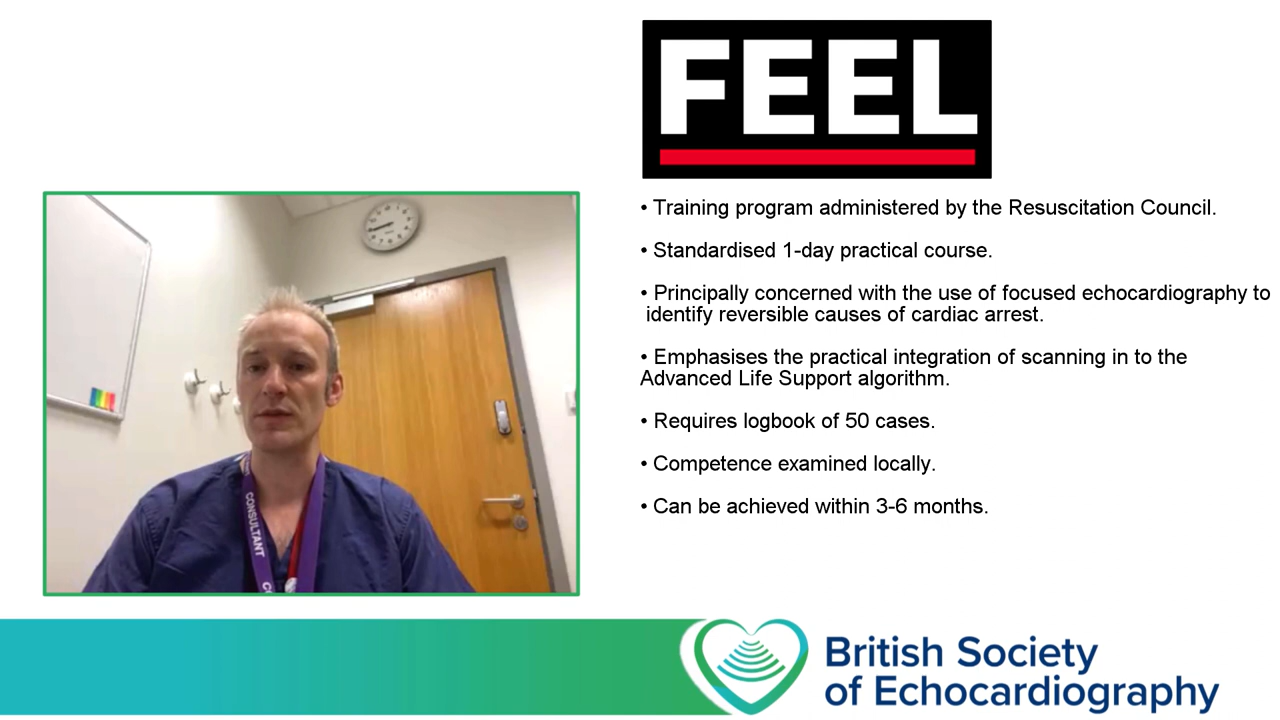 FEEL
• Training program administered by the Resuscitation Council.
• Standardised 1-day practical course.
• Principally concerned with the use of focused echocardiography to
identify reversible causes of cardiac arrest.
• Emphasises the practical integration of scanning in to the
Advanced Life Support algorithm.
• Requires logbook of 50 cases.
• Competence examined locally.
• Can be achieved within 3-6 months.
CONSULTANT
British Society
of Echocardiography